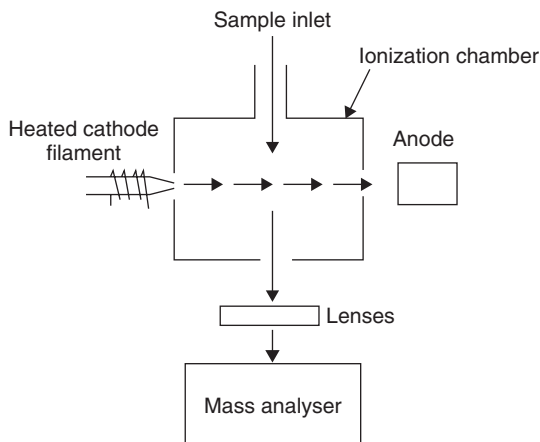 Sample inlet
Ionization chamber
Heated cathode
filament
Anode
Lenses
Mass analyser